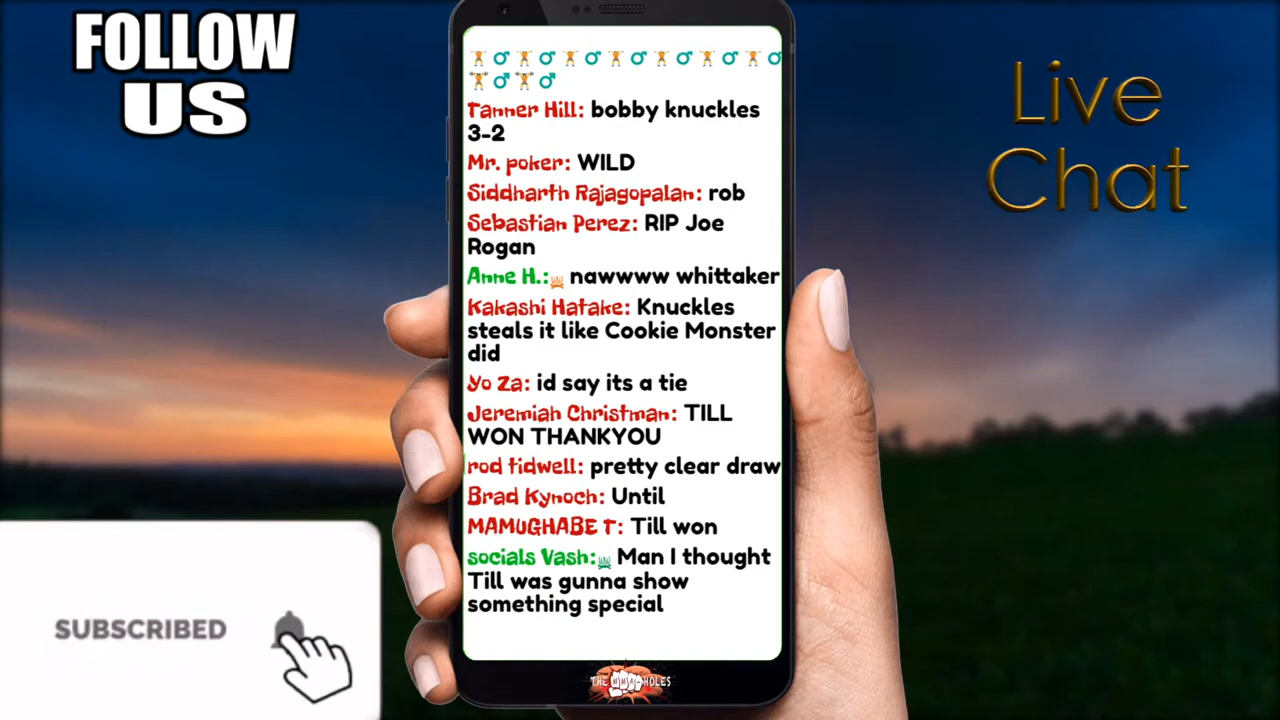 FOLLOW
US
Live
Chat
Tanner Hill: bobby knuckles
3-2
Mr. poker: WILD
Siddharth Rajagopalan: rob
Sebastian Perez: RIP Joe
Rogan
Anne H.: nawwww whittaker
Kakashi Hatake: Knuckles
steals it like Cookie Monster
did
Yo Za: id say its a tie
Jeremiah Christman: TILL
WON THANKYOU
rod tidwell: pretty clear draw
Brad Kynoch: Until
MAMUGHABE T: Till won
socials Vash: Man I thought
Till was gunna show
something special
SUBSCRIBED
THE MMA-HOLES